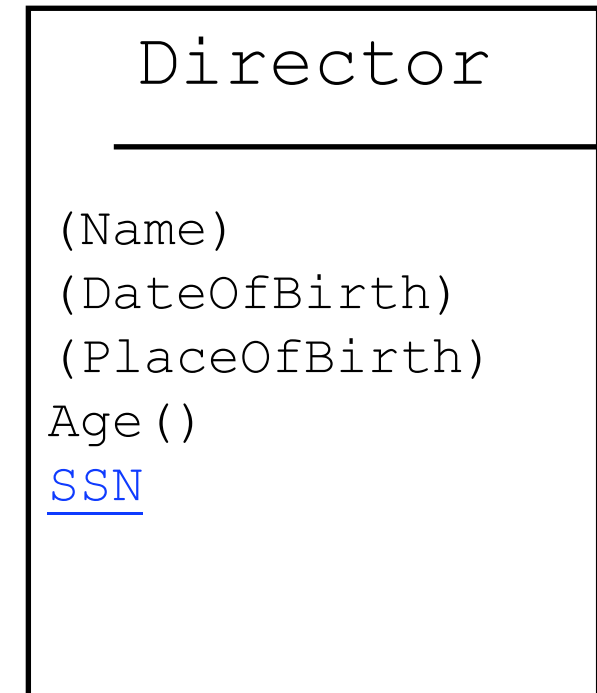 Director
(Name)
(DateOfBirth)
(PlaceOfBirth)
Age()
SSN